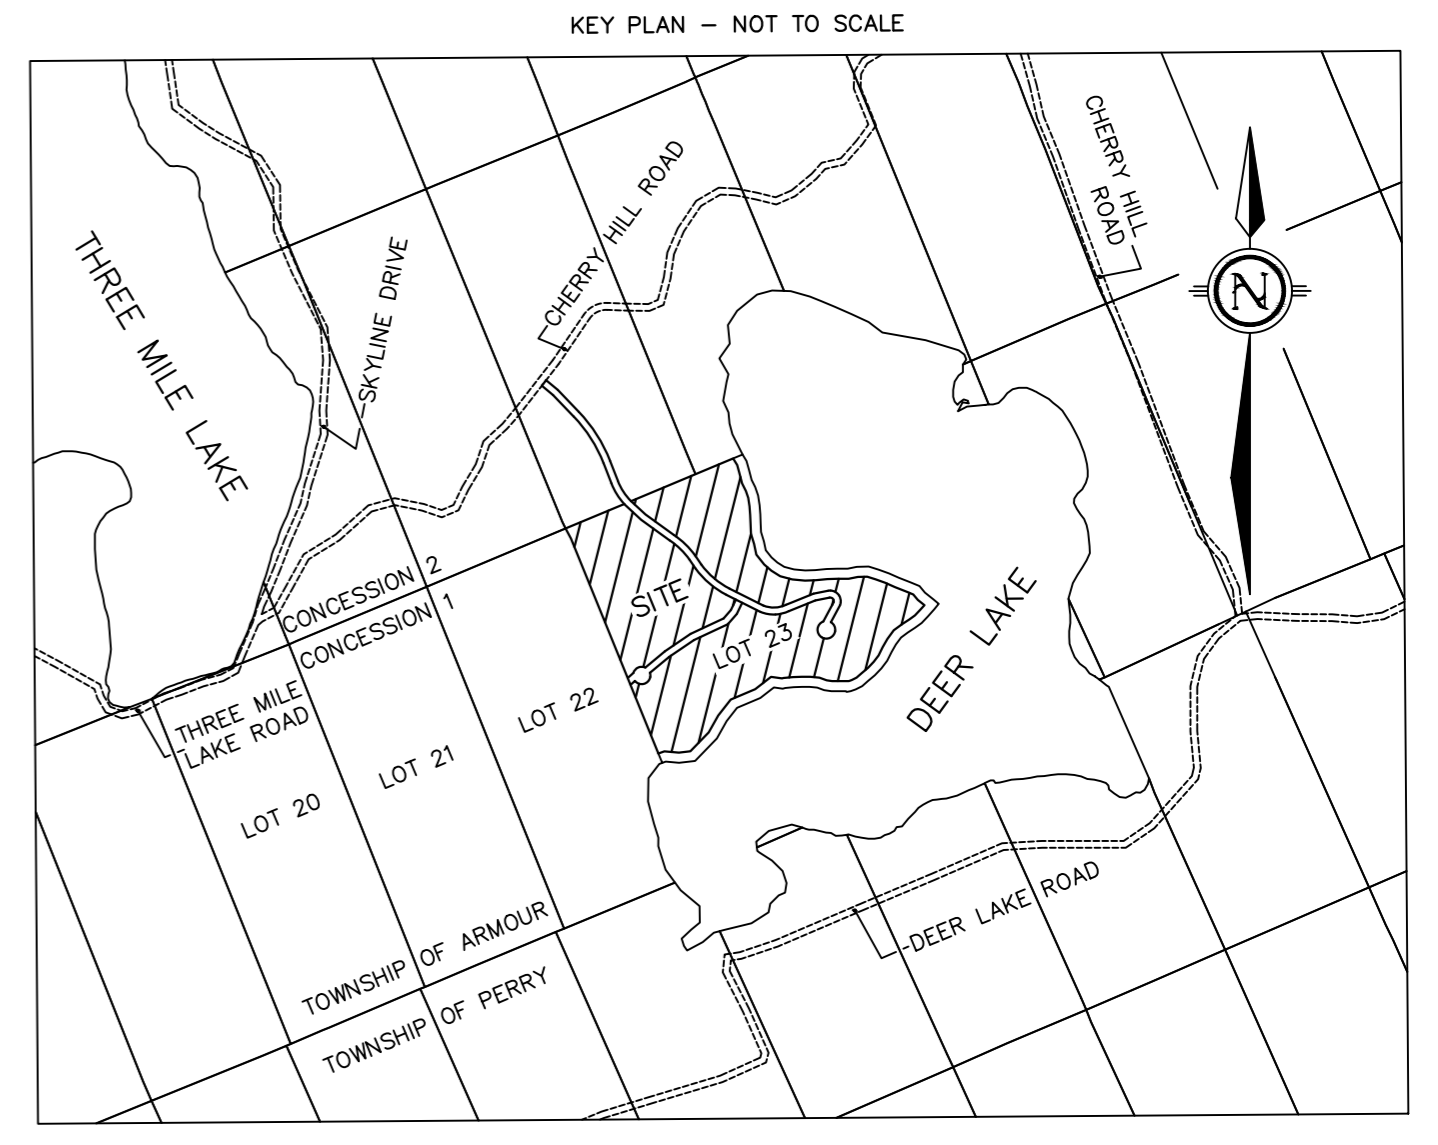 KEY PLAN – NOT TO SCALE
CHERRY HILL
ROAD
CHERRY HILL ROAD
THREE MILE LAKE
SKYLINE DRIVE
N
CONCESSION 2
CONCESSION 1
SITE
LOT 23
DEER LAKE
THREE MILE
LAKE ROAD
LOT 22
LOT 21
LOT 20
DEER LAKE ROAD
TOWNSHIP OF ARMOUR
TOWNSHIP OF PERRY